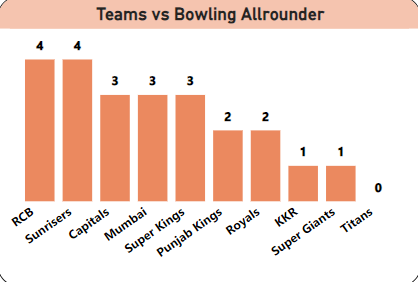 Teams vs Bowling Allrounder
4 4 3 3 3 2 2 1 1 0
RCB
Sunrisers
Capitals
Mumbai
Super Kings
Punjab Kings
Royals
KKR
Super Giants
Titans